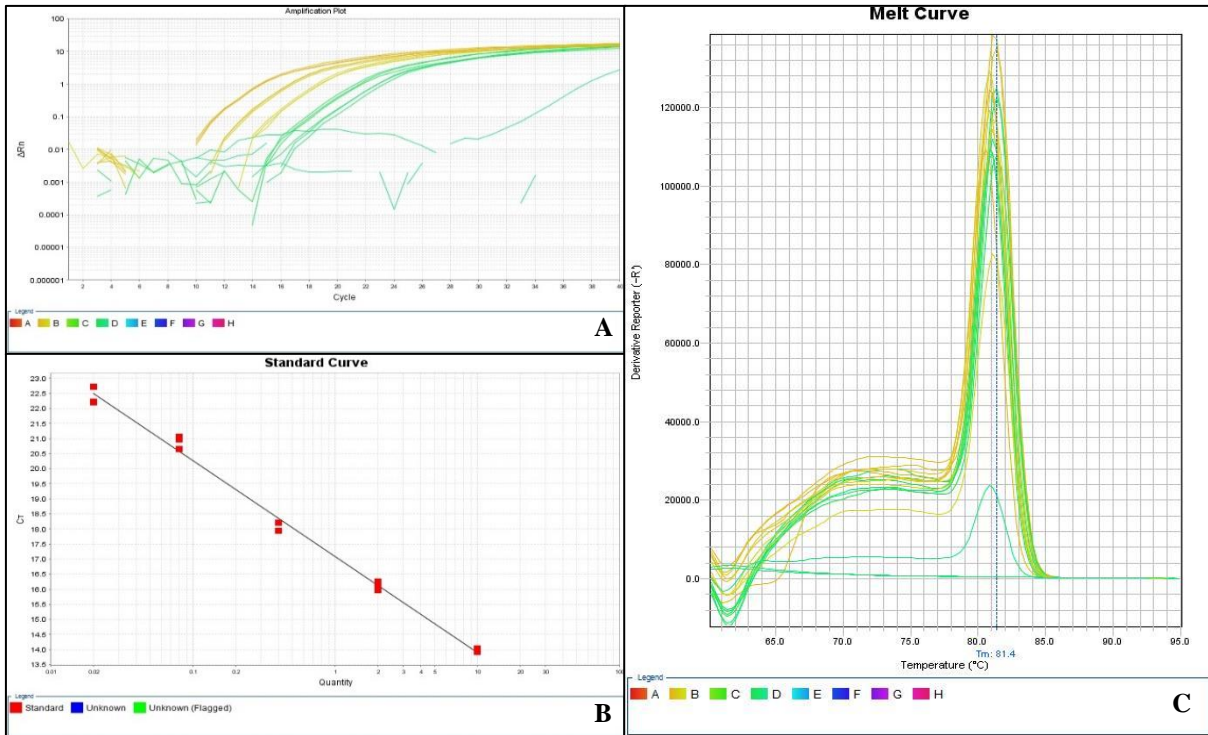 Amplification Plot
100
10
1
0.1
0.01
0.001
0.0001
0.00001
0.000001
ΔRn
2 4 6 8 10 12 14 16 18 20 22 24 26 28 30 32 34 36 38 40
Cycle
Legend
A B C D E F G H
A
Standard Curve
23.0
22.5
22.0
21.5
21.0
20.5
20.0
19.5
19.0
18.5
18.0
17.5
17.0
16.5
16.0
15.5
15.0
14.5
14.0
13.5
CT
0.01 0.02 0.1 0.2 1 2 3 4 5 10 20 30 100
Quantity
Legend
Standard Unknown Unknown (Flagged)
B
Melt Curve
120000.0
100000.0
80000.0
60000.0
40000.0
20000.0
0.0
Derivative Reporter (-R')
65.0 70.0 75.0 80.0 85.0 90.0 95.0
Tm: 81.4
Temperature (°C)
Legend
A B C D E F G H
C